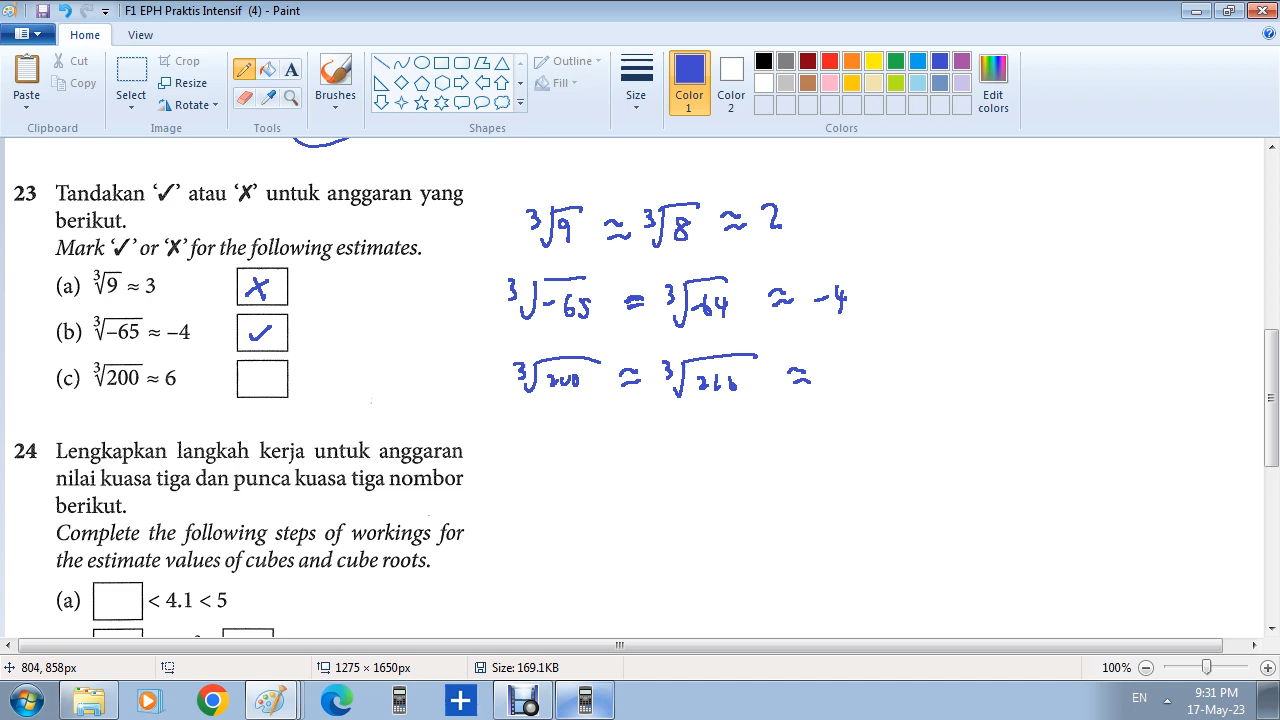 F1 EPH Praktis Intensif (4) - Paint
Home View
Paste
Cut
Copy
Clipboard
Select
Crop
Resize
Rotate
Image
A
Tools
Brushes
Outline
Fill
Shapes
Size
Color 1
Color 2
Edit colors
Colors
23 Tandakan ‘✓’ atau ‘✗’ untuk anggaran yang
berikut.
Mark ‘✓’ or ‘✗’ for the following estimates.
(a) ∛9 ≈ 3 ✗
(b) ∛−65 ≈ −4 ✓
(c) ∛200 ≈ 6
∛9 ≈ ∛8 ≈ 2
∛−65 = ∛−64 ≈ −4
∛200 ≈ ∛216 ≈
24 Lengkapkan langkah kerja untuk anggaran
nilai kuasa tiga dan punca kuasa tiga nombor
berikut.
Complete the following steps of workings for
the estimate values of cubes and cube roots.
(a) < 4.1 < 5
804, 858px 1275 × 1650px Size: 169.1KB 100%
EN 9:31 PM
17-May-23